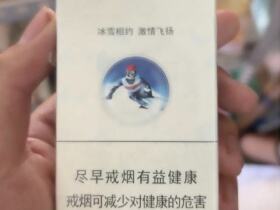 冰雪相约 激情飞扬
尽早戒烟有益健康
戒烟可减少对健康的危害